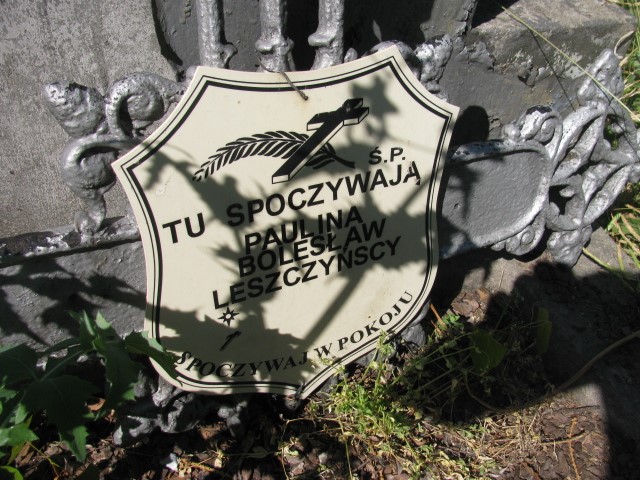 Ś.P.
TU SPOCZYWAJĄ
PAULINA
BOLESŁAW
LESZCZYŃSCY
SPOCZYWAJ W POKOJU